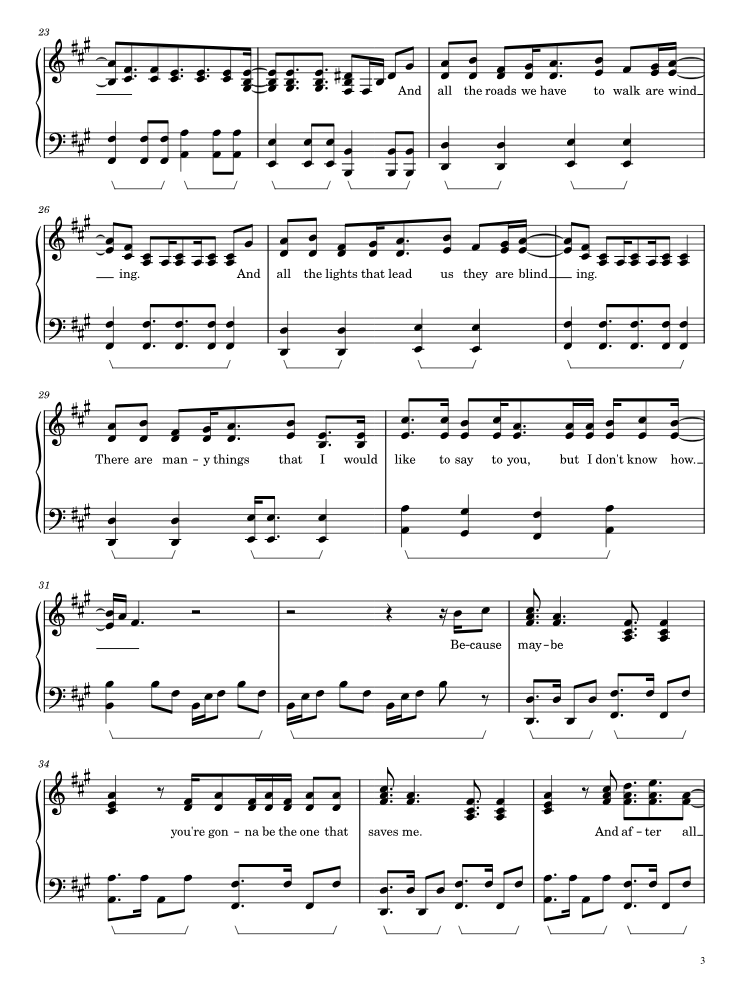 23
And all the roads we have to walk are wind_
26
_ ing. And all the lights that lead us they are blind_ ing.
29
There are man - y things that I would like to say to you, but I don't know how._
31
Be-cause may-be
34
you're gon - na be the one that saves me. And af - ter all_
3